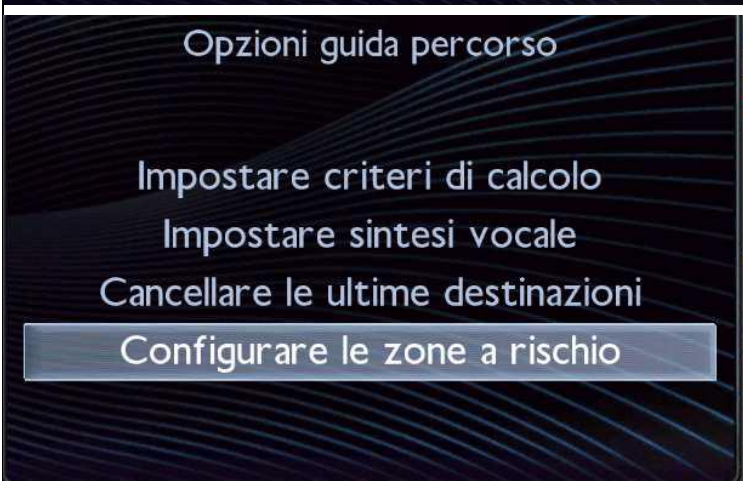 Opzioni guida percorso
Impostare criteri di calcolo
Impostare sintesi vocale
Cancellare le ultime destinazioni
Configurare le zone a rischio